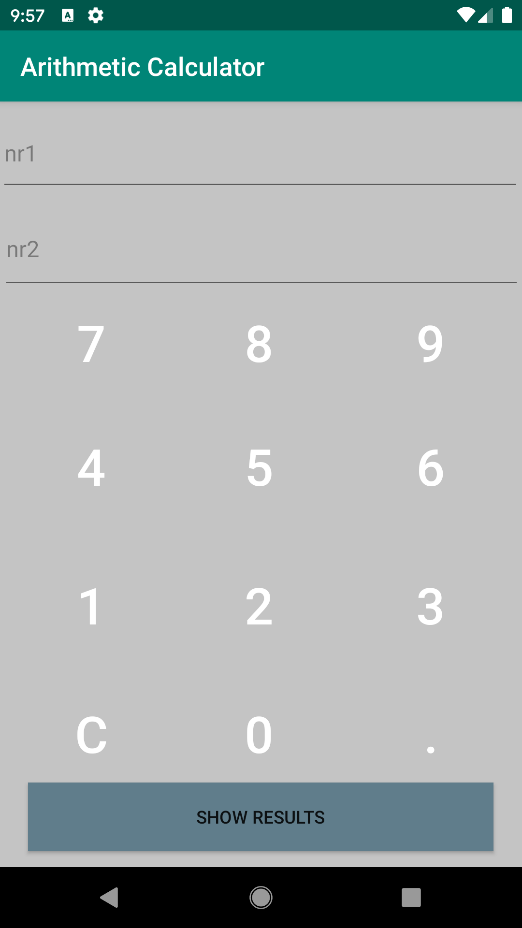 9:57
Arithmetic Calculator
nr1
nr2
7 8 9
4 5 6
1 2 3
C 0 .
SHOW RESULTS